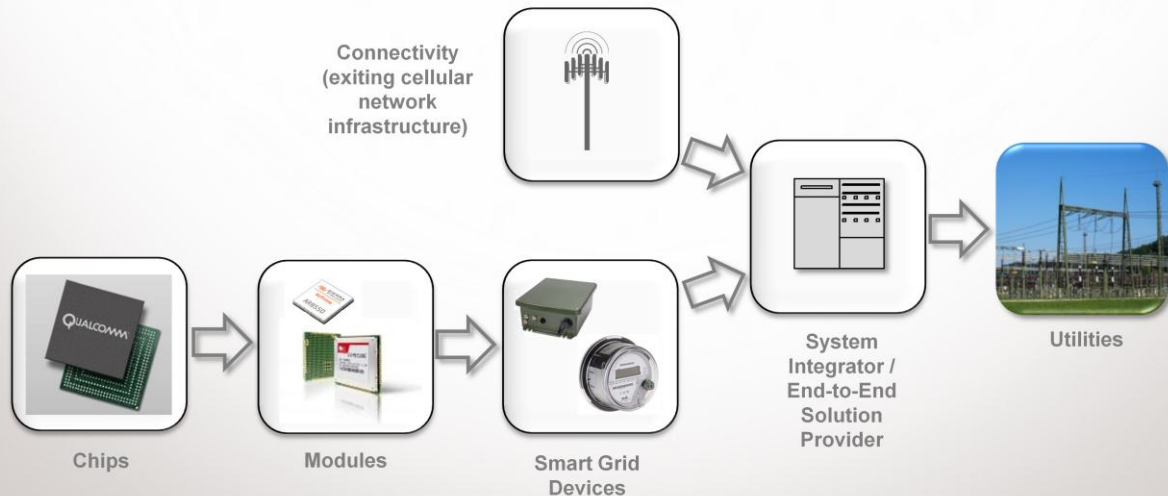 Connectivity
(exiting cellular
network
infrastructure)
QUALCOMM
AR6550
System
Integrator /
End-to-End
Solution
Provider
Utilities
Chips
Modules
Smart Grid
Devices